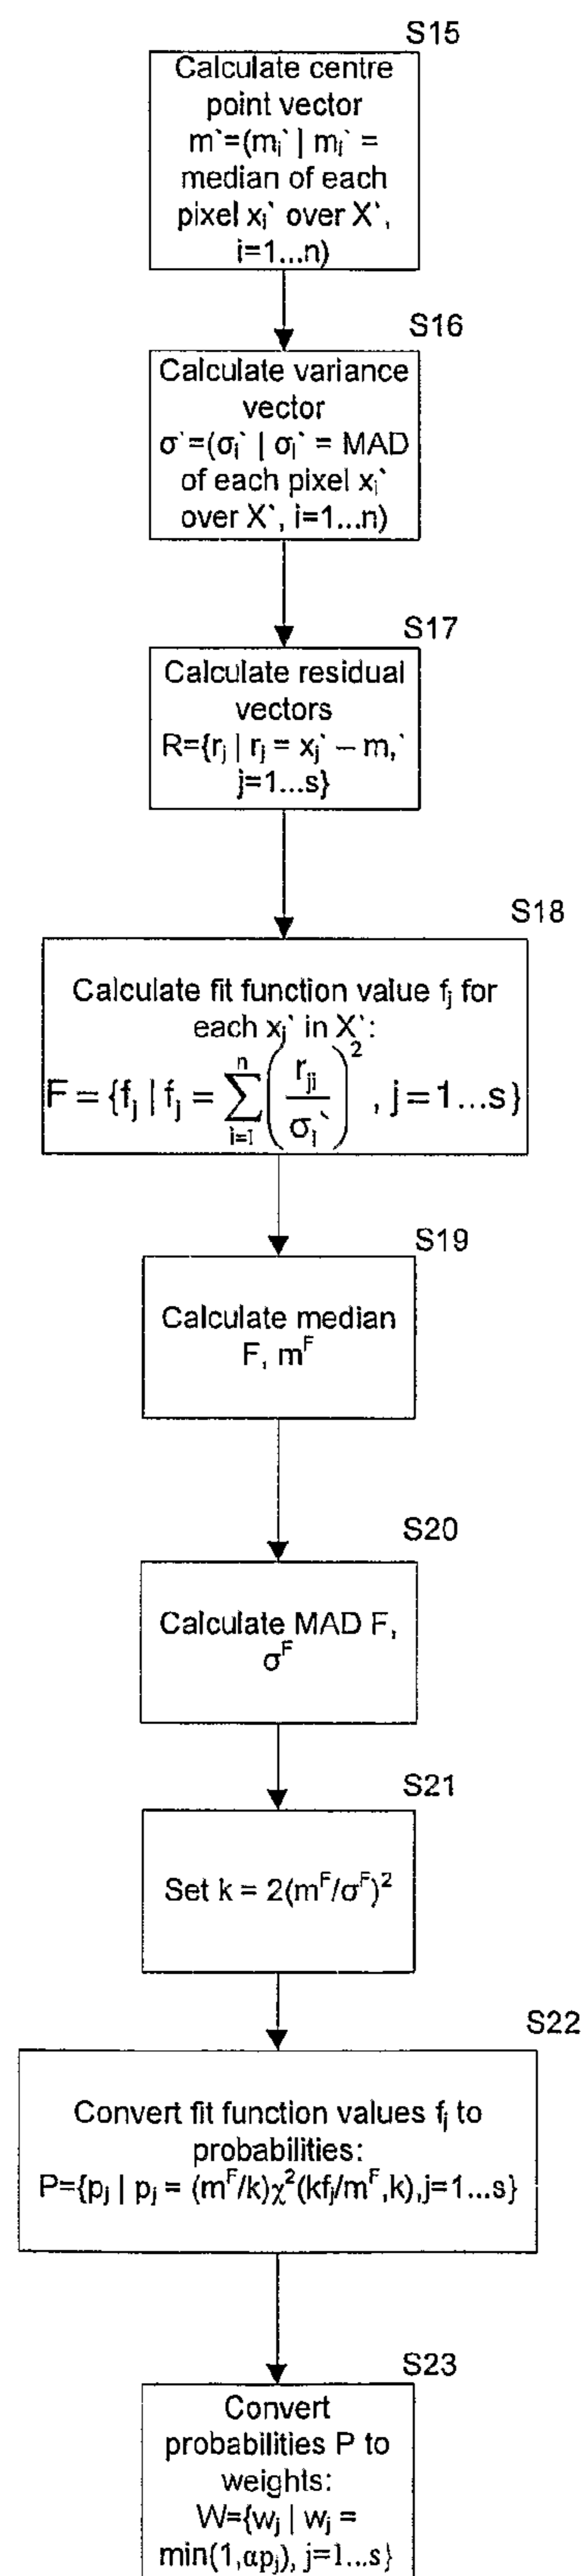 S15
Calculate centre
point vector
m`=(mᵢ` | mᵢ` =
median of each
pixel xᵢ` over X`,
i=1...n)
S16
Calculate variance
vector
σ`=(σᵢ` | σᵢ` = MAD
of each pixel xᵢ`
over X`, i=1...n)
S17
Calculate residual
vectors
R={rⱼ | rⱼ = xⱼ` – m,`
j=1...s}
S18
Calculate fit function value fⱼ for
each xⱼ` in X`:
F = {fⱼ | fⱼ = ∑ⁿᵢ₌₁ (rⱼᵢ / σᵢ`)², j = 1...s}
S19
Calculate median
F, mᶠ
S20
Calculate MAD F,
σᶠ
S21
Set k = 2(mᶠ/σᶠ)²
S22
Convert fit function values fⱼ to
probabilities:
P={pⱼ | pⱼ = (mᶠ/k)χ²(kfⱼ/mᶠ,k),j=1...s}
S23
Convert
probabilities P to
weights:
W={wⱼ | wⱼ =
min(1,αpⱼ), j=1...s}